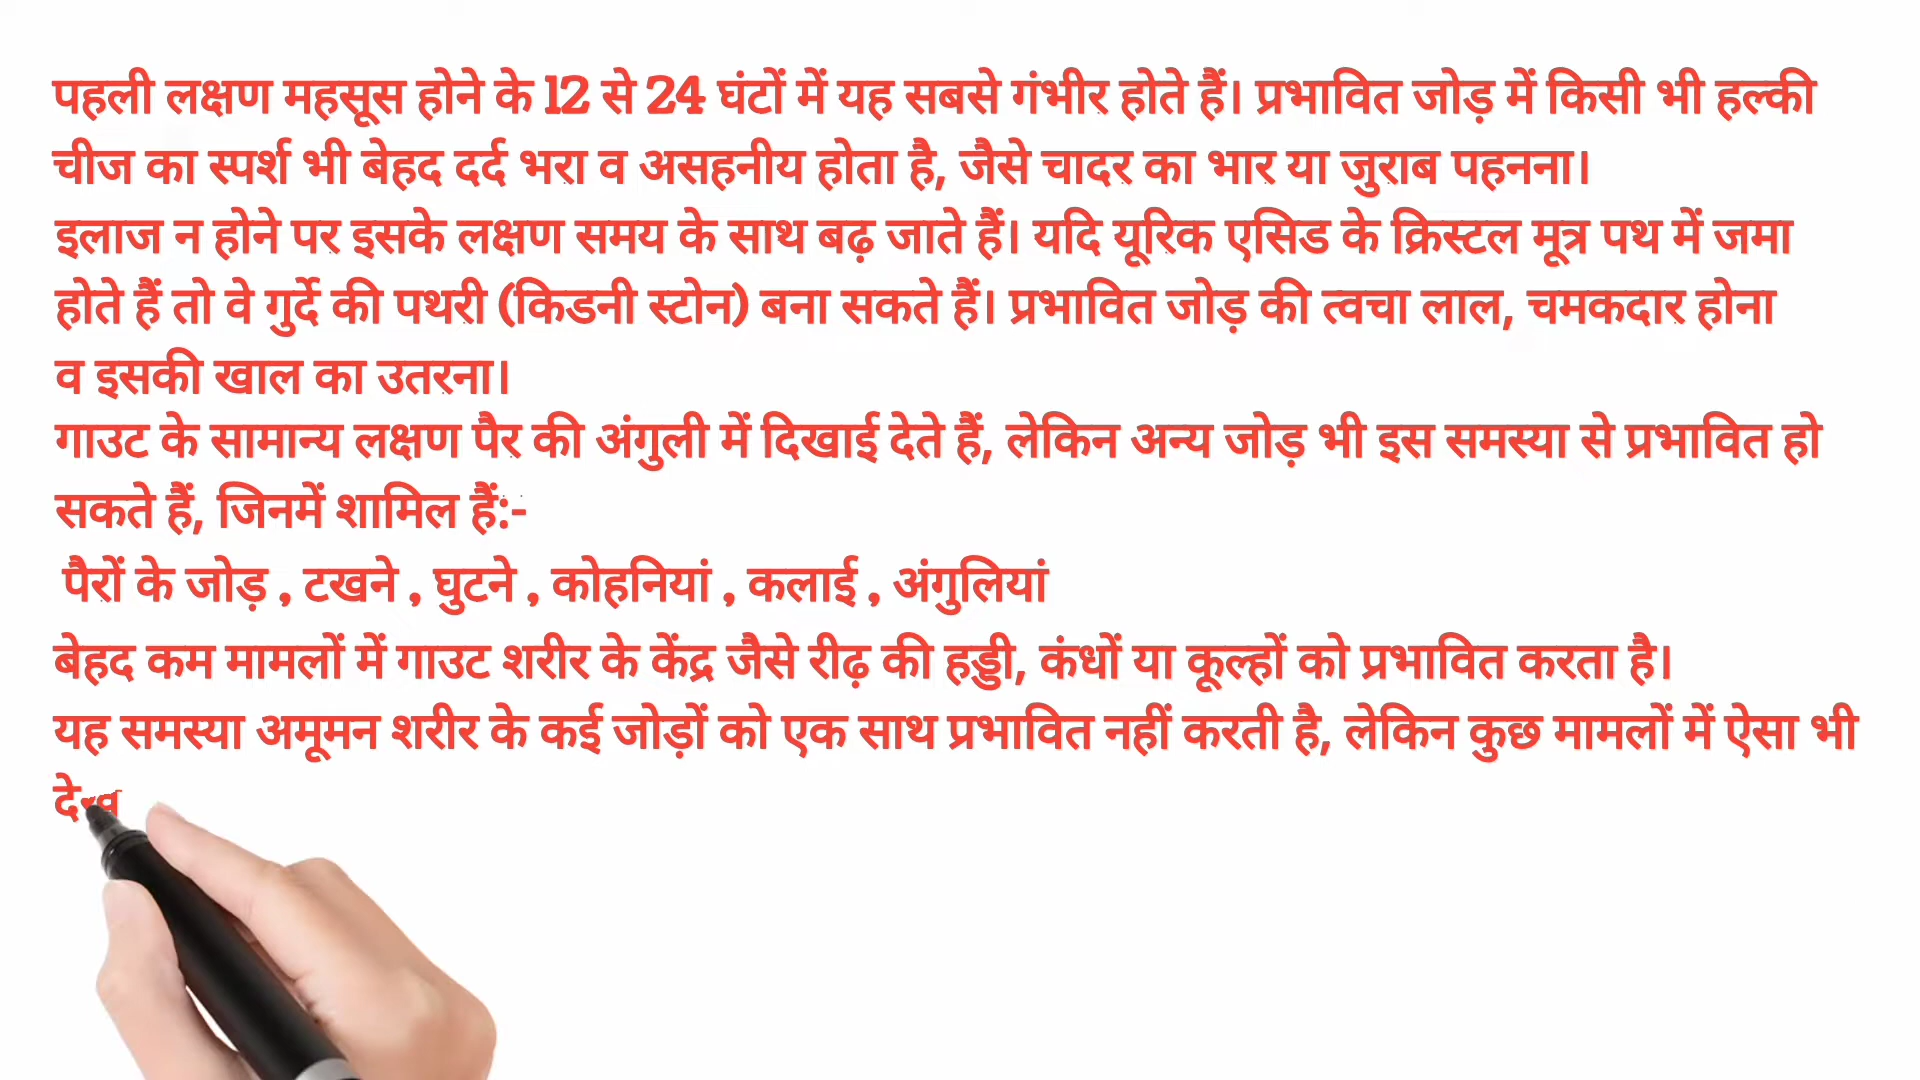 पहली लक्षण महसूस होने के 12 से 24 घंटों में यह सबसे गंभीर होते हैं। प्रभावित जोड़ में किसी भी हल्की
चीज का स्पर्श भी बेहद दर्द भरा व असहनीय होता है, जैसे चादर का भार या जुराब पहनना।
इलाज न होने पर इसके लक्षण समय के साथ बढ़ जाते हैं। यदि यूरिक एसिड के क्रिस्टल मूत्र पथ में जमा
होते हैं तो वे गुर्दे की पथरी (किडनी स्टोन) बना सकते हैं। प्रभावित जोड़ की त्वचा लाल, चमकदार होना
व इसकी खाल का उतरना।
गाउट के सामान्य लक्षण पैर की अंगुली में दिखाई देते हैं, लेकिन अन्य जोड़ भी इस समस्या से प्रभावित हो
सकते हैं, जिनमें शामिल हैं:-
पैरों के जोड़ , टखने , घुटने , कोहनियां , कलाई , अंगुलियां
बेहद कम मामलों में गाउट शरीर के केंद्र जैसे रीढ़ की हड्डी, कंधों या कूल्हों को प्रभावित करता है।
यह समस्या अमूमन शरीर के कई जोड़ों को एक साथ प्रभावित नहीं करती है, लेकिन कुछ मामलों में ऐसा भी